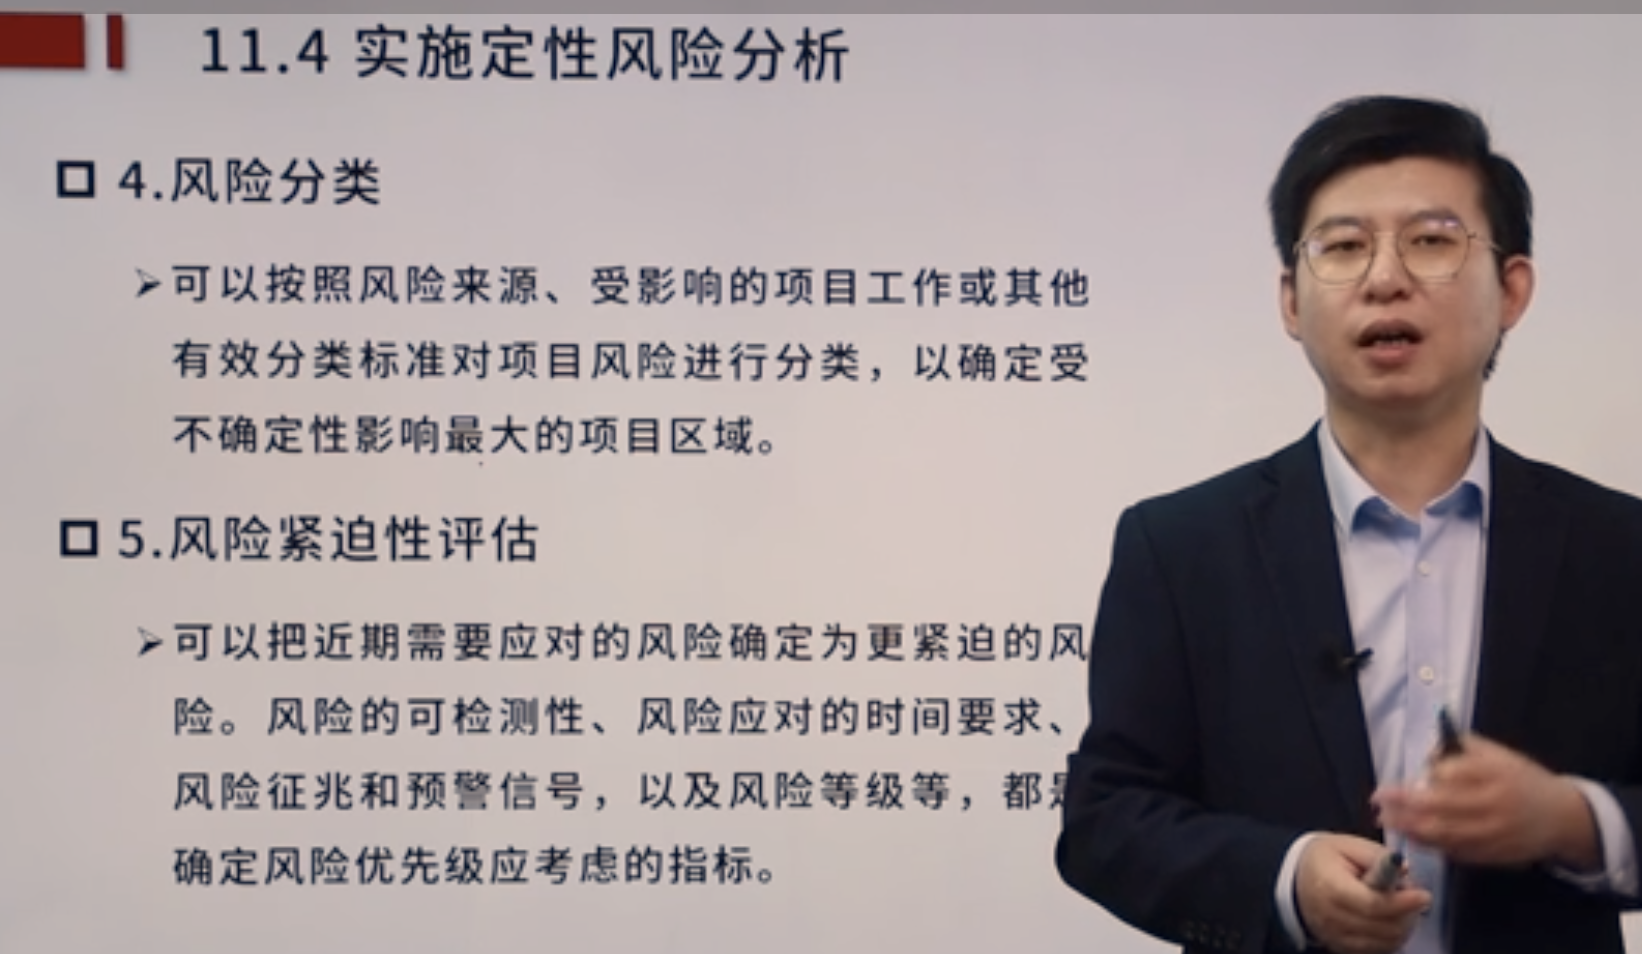 11.4 实施定性风险分析
4.风险分类
可以按照风险来源、受影响的项目工作或其他
有效分类标准对项目风险进行分类，以确定受
不确定性影响最大的项目区域。
5.风险紧迫性评估
可以把近期需要应对的风险确定为更紧迫的风
险。风险的可检测性、风险应对的时间要求、
风险征兆和预警信号，以及风险等级等，都是
确定风险优先级应考虑的指标。